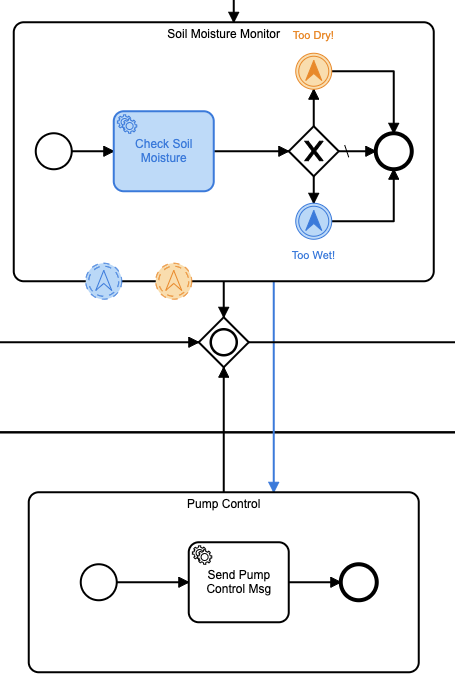 Soil Moisture Monitor
Too Dry!
Check Soil
Moisture
X
Too Wet!
Pump Control
Send Pump
Control Msg